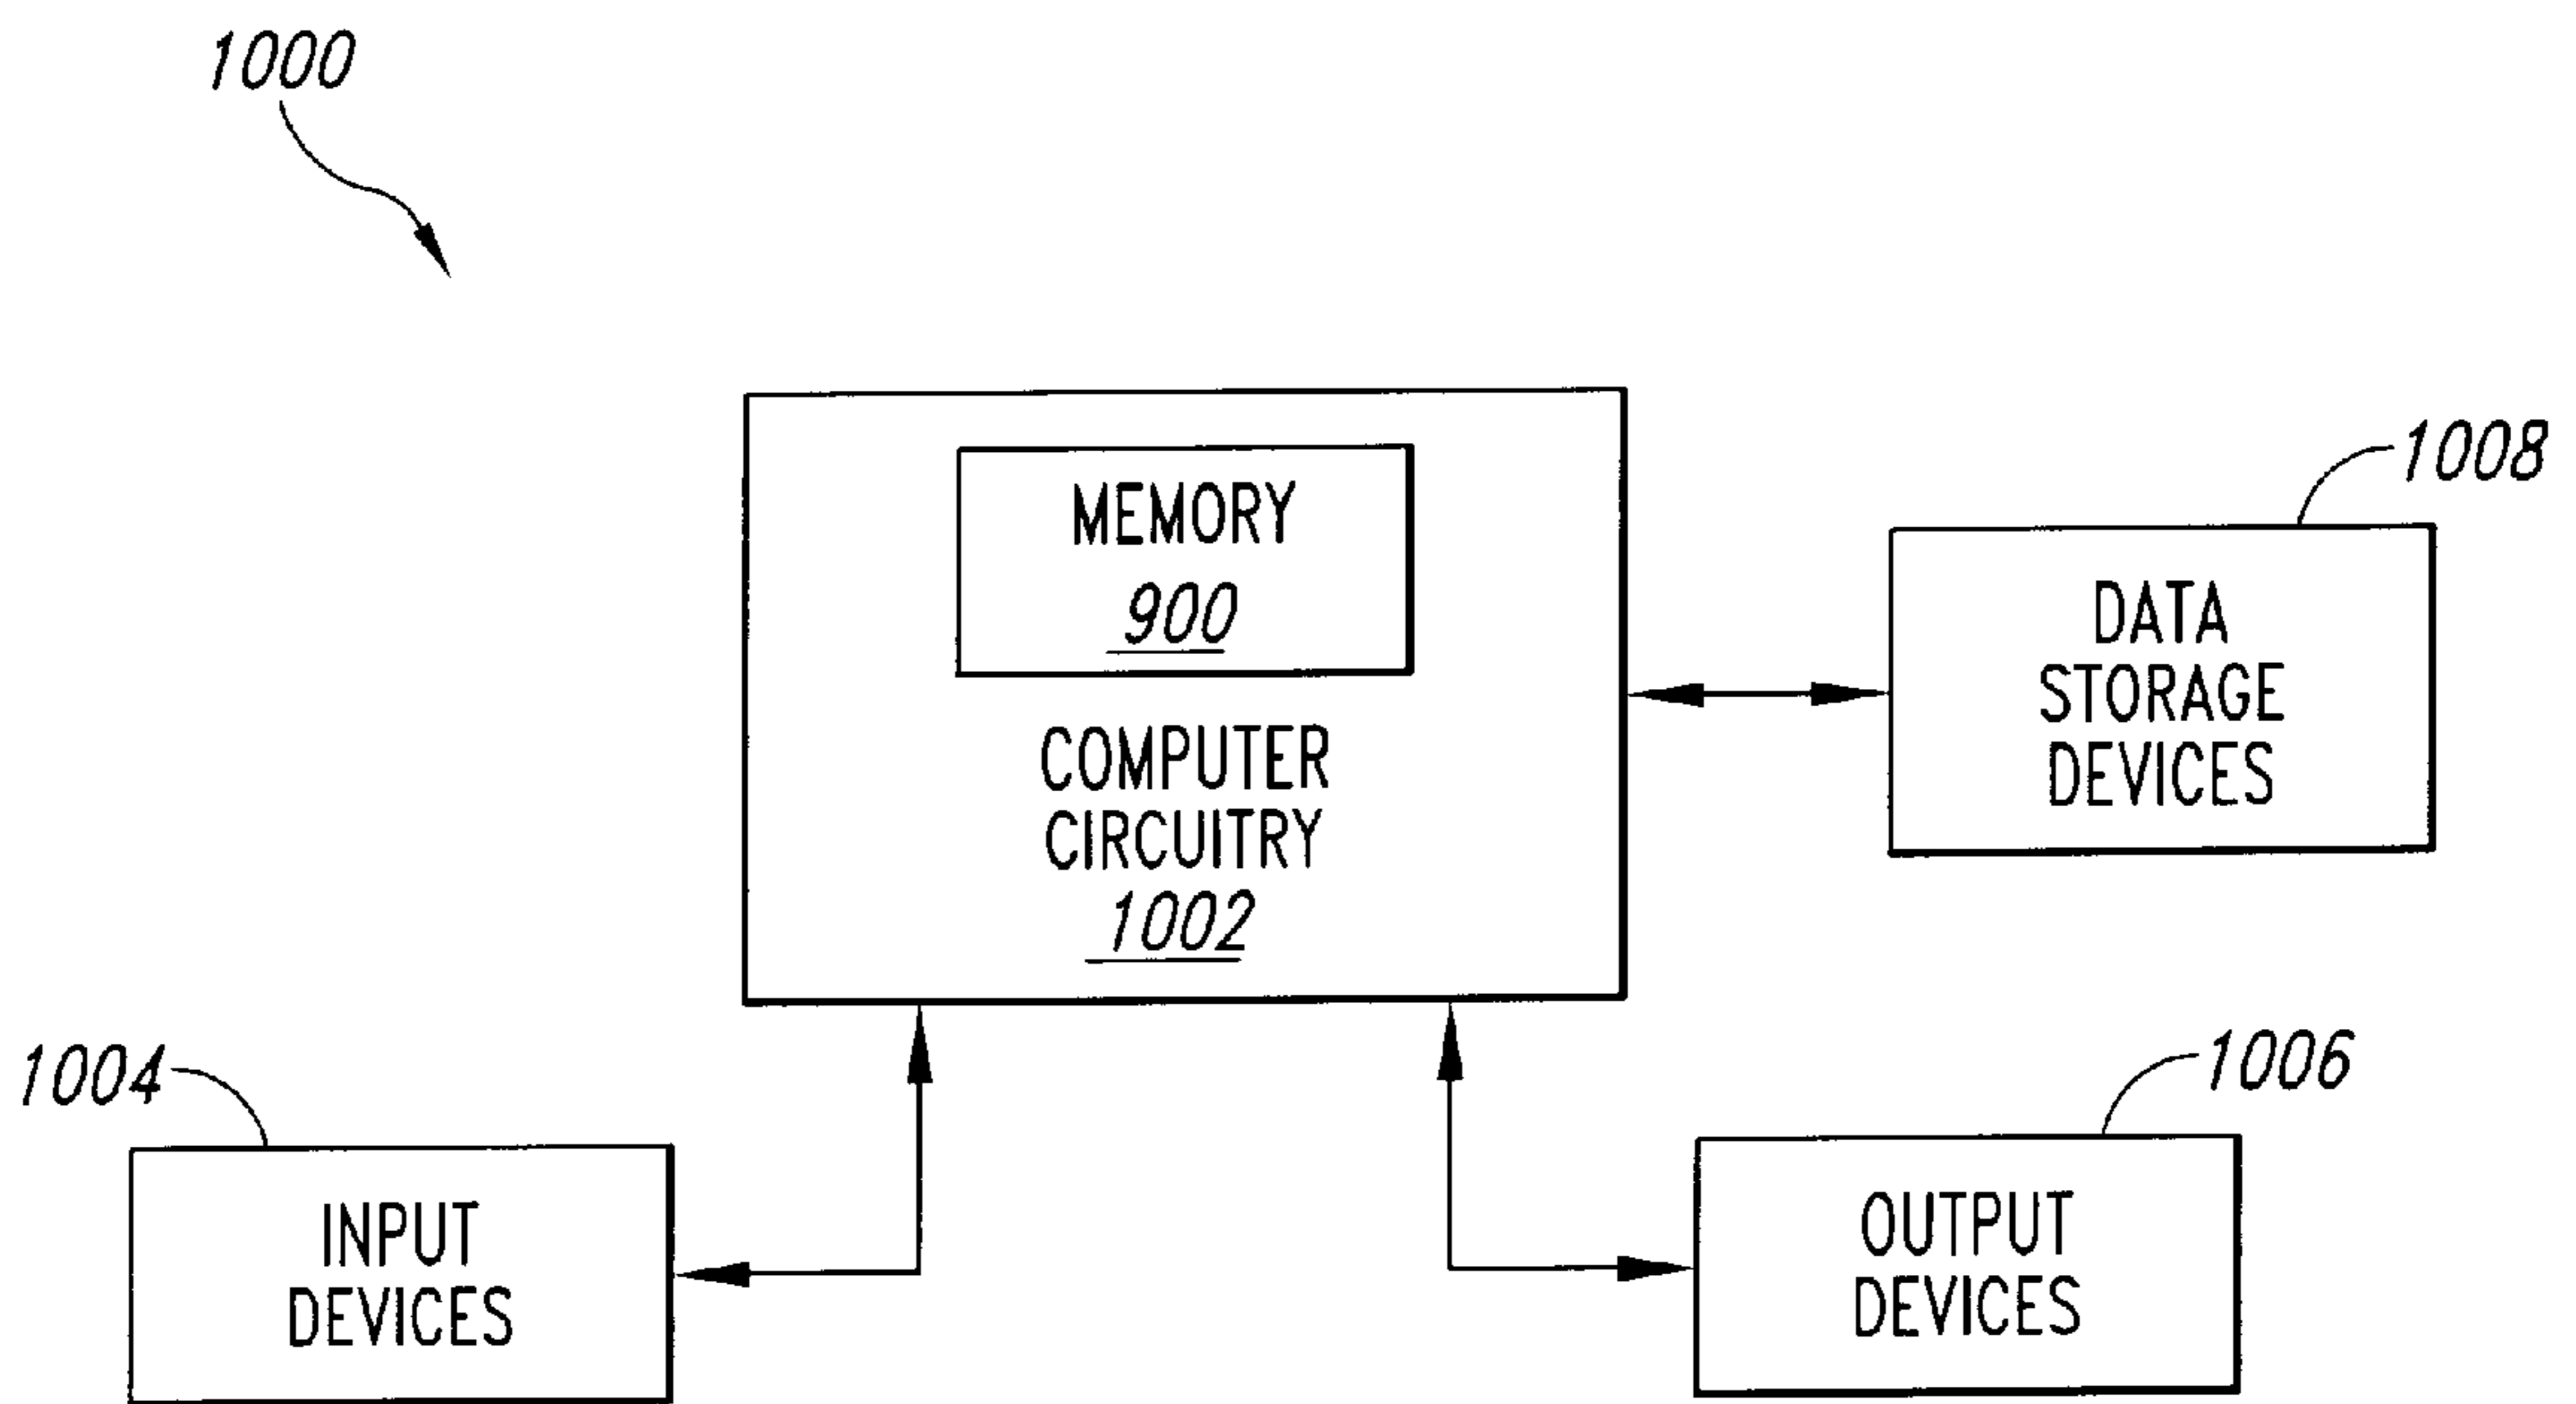 1000
MEMORY
900
COMPUTER
CIRCUITRY
1002
1008
DATA
STORAGE
DEVICES
1004
INPUT
DEVICES
1006
OUTPUT
DEVICES